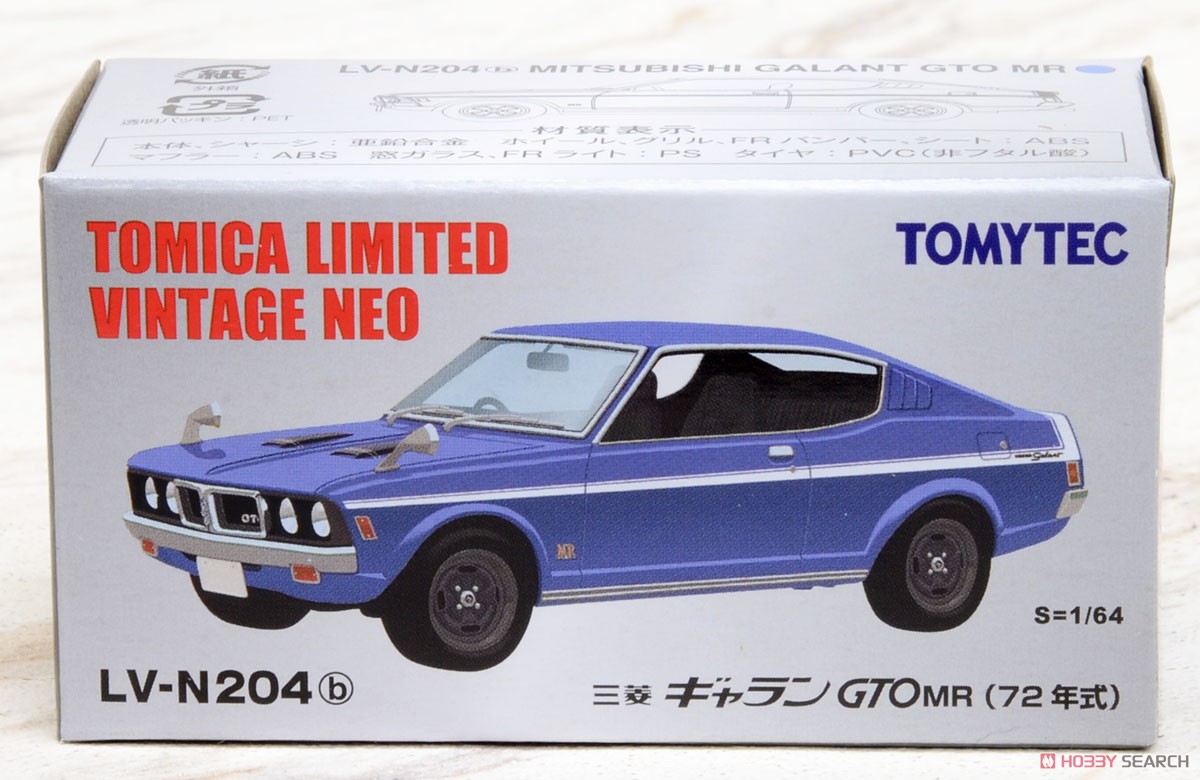 紙
外箱
プラ
透明パッキン：PET
LV-N204ⓑ MITSUBISHI GALANT GTO MR
材質表示
本体、シャーシ：亜鉛合金 ホイール、グリル、FRバンパー、シート：ABS
マフラー：ABS 窓ガラス、FRライト：PS タイヤ：PVC(非フタル酸)
TOMICA LIMITED
VINTAGE NEO
TOMYTEC
GTO
Galant
MR
S=1/64
LV-N204ⓑ
三菱 ギャラン GTO MR (72年式)
HOBBY SEARCH